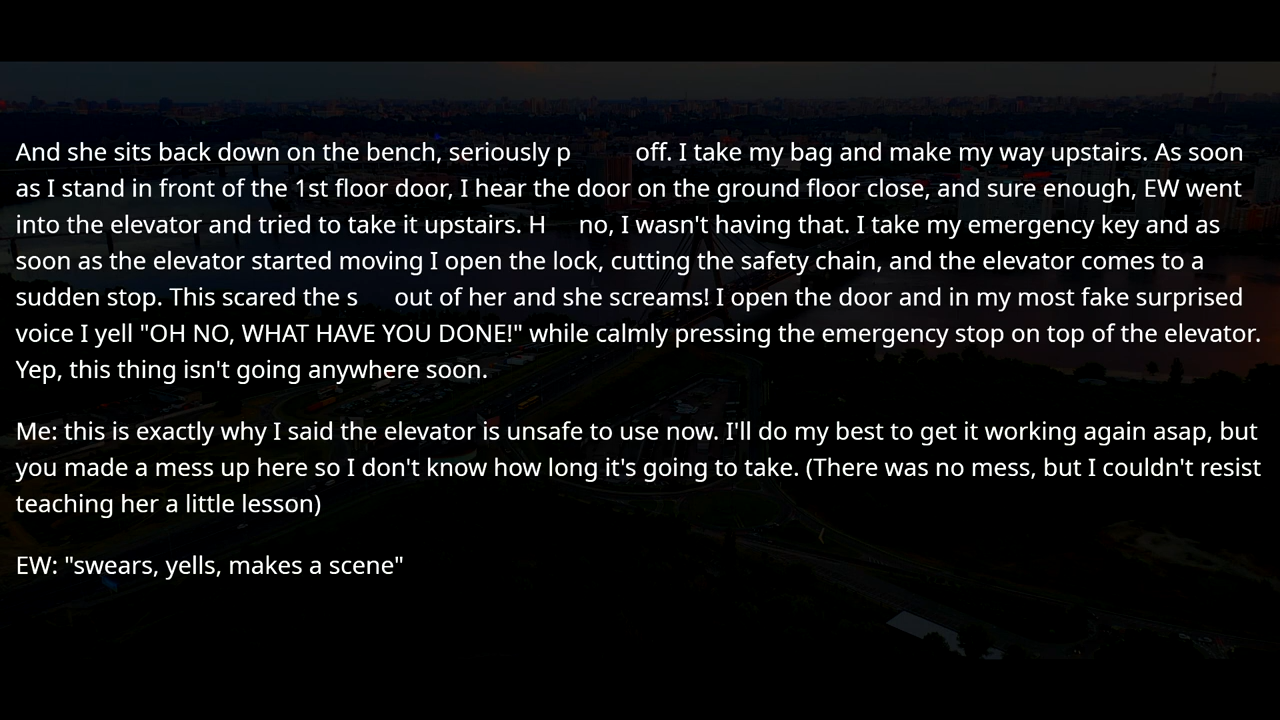 And she sits back down on the bench, seriously p off. I take my bag and make my way upstairs. As soon
as I stand in front of the 1st floor door, I hear the door on the ground floor close, and sure enough, EW went
into the elevator and tried to take it upstairs. H no, I wasn't having that. I take my emergency key and as
soon as the elevator started moving I open the lock, cutting the safety chain, and the elevator comes to a
sudden stop. This scared the s out of her and she screams! I open the door and in my most fake surprised
voice I yell "OH NO, WHAT HAVE YOU DONE!" while calmly pressing the emergency stop on top of the elevator.
Yep, this thing isn't going anywhere soon.
Me: this is exactly why I said the elevator is unsafe to use now. I'll do my best to get it working again asap, but
you made a mess up here so I don't know how long it's going to take. (There was no mess, but I couldn't resist
teaching her a little lesson)
EW: "swears, yells, makes a scene"